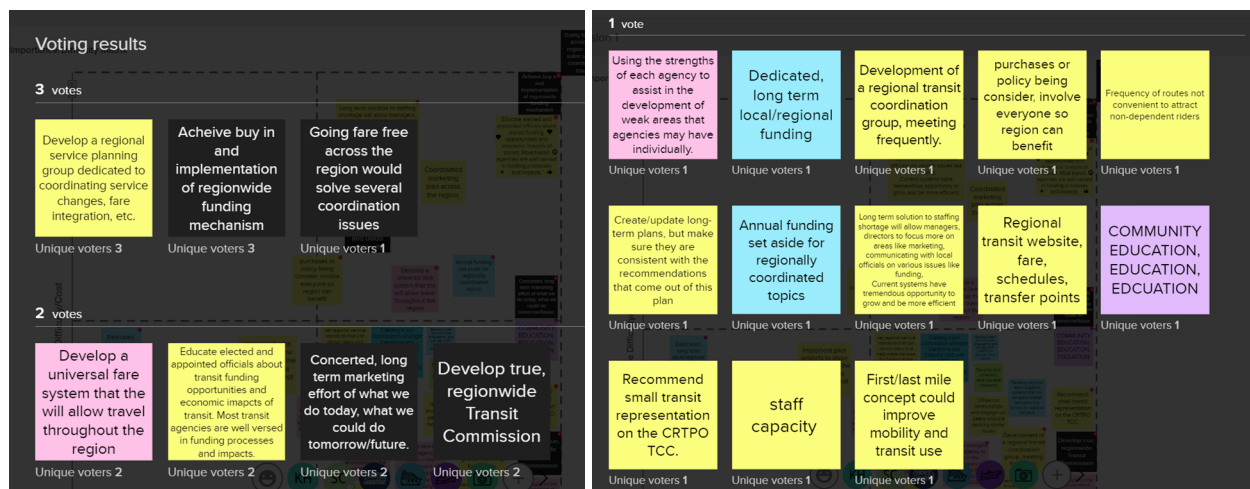 Voting results
3 votes
Develop a regional
service planning
group dedicated to
coordinating service
changes, fare
integration, etc.
Unique voters 3
Acheive buy in
and
implementation
of regionwide
funding
mechanism
Unique voters 3
Going fare free
across the
region would
solve several
coordination
issues
Unique voters 1
2 votes
Develop a
universal fare
system that the
will allow travel
throughout the
region
Unique voters 2
Educate elected and
appointed officials about
transit funding
opportunities and
economic imapcts of
transit. Most transit
agencies are well versed
in funding processes
and impacts.
Unique voters 2
Concerted, long
term marketing
effort of what we
do today, what we
could do
tomorrow/future.
Unique voters 2
Develop true,
regionwide
Transit
Commission
Unique voters 2
1 vote
Using the strengths
of each agency to
assist in the
development of
weak areas that
agencies may have
individually.
Unique voters 1
Dedicated,
long term
local/regional
funding
Unique voters 1
Development of
a regional transit
coordination
group, meeting
frequently.
Unique voters 1
purchases or
policy being
consider, involve
everyone so
region can
benefit
Unique voters 1
Frequency of routes not
convenient to attract
non-dependent riders
Unique voters 1
Create/update long-
term plans, but make
sure they are
consistent with the
recommendations
that come out of this
plan
Unique voters 1
Annual funding
set aside for
regionally
coordinated
topics
Unique voters 1
Long term solution to staffing
shortage will allow managers,
directors to focus more on
areas like marketing,
communicating with local
officials on various issues like
funding,
Current systems have
tremendous opportunity to
grow and be more efficient
Unique voters 1
Regional
transit website,
fare,
schedules,
transfer points
Unique voters 1
COMMUNITY
EDUCATION,
EDUCATION,
EDCUATION
Unique voters 1
Recommend
small transit
representation
on the CRTPO
TCC.
Unique voters 1
staff
capacity
Unique voters 1
First/last mile
concept could
improve
mobility and
transit use
Unique voters 1